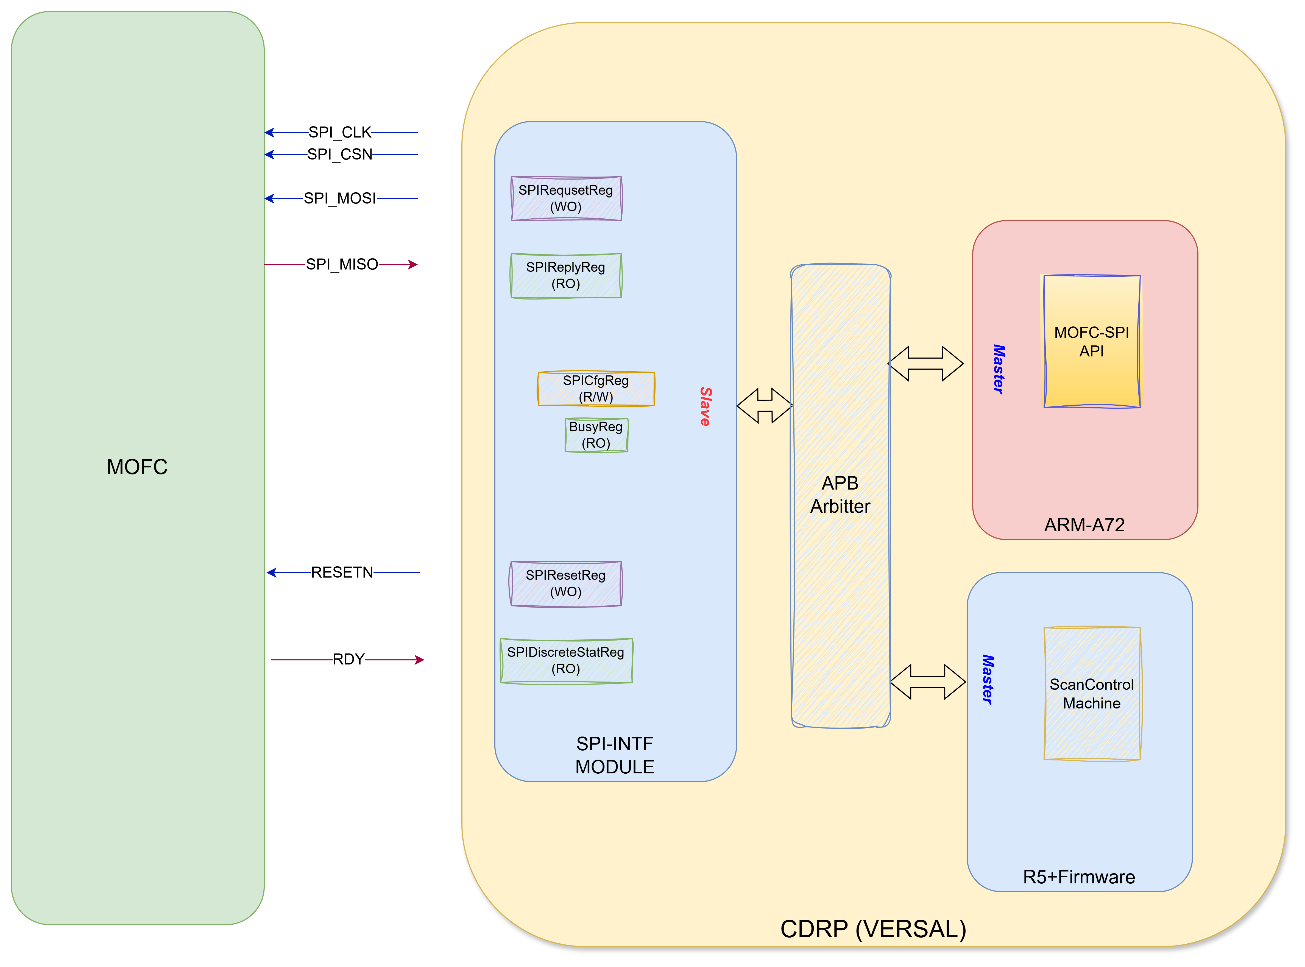 MOFC
SPI_CLK
SPI_CSN
SPI_MOSI
SPI_MISO
RESETN
RDY
SPIRequsetReg
(WO)
SPIReplyReg
(RO)
SPICfgReg
(R/W)
BusyReg
(RO)
SPIResetReg
(WO)
SPIDiscreteStatReg
(RO)
Slave
SPI-INTF
MODULE
APB
Arbitter
Master
MOFC-SPI
API
ARM-A72
Master
ScanControl
Machine
R5+Firmware
CDRP (VERSAL)